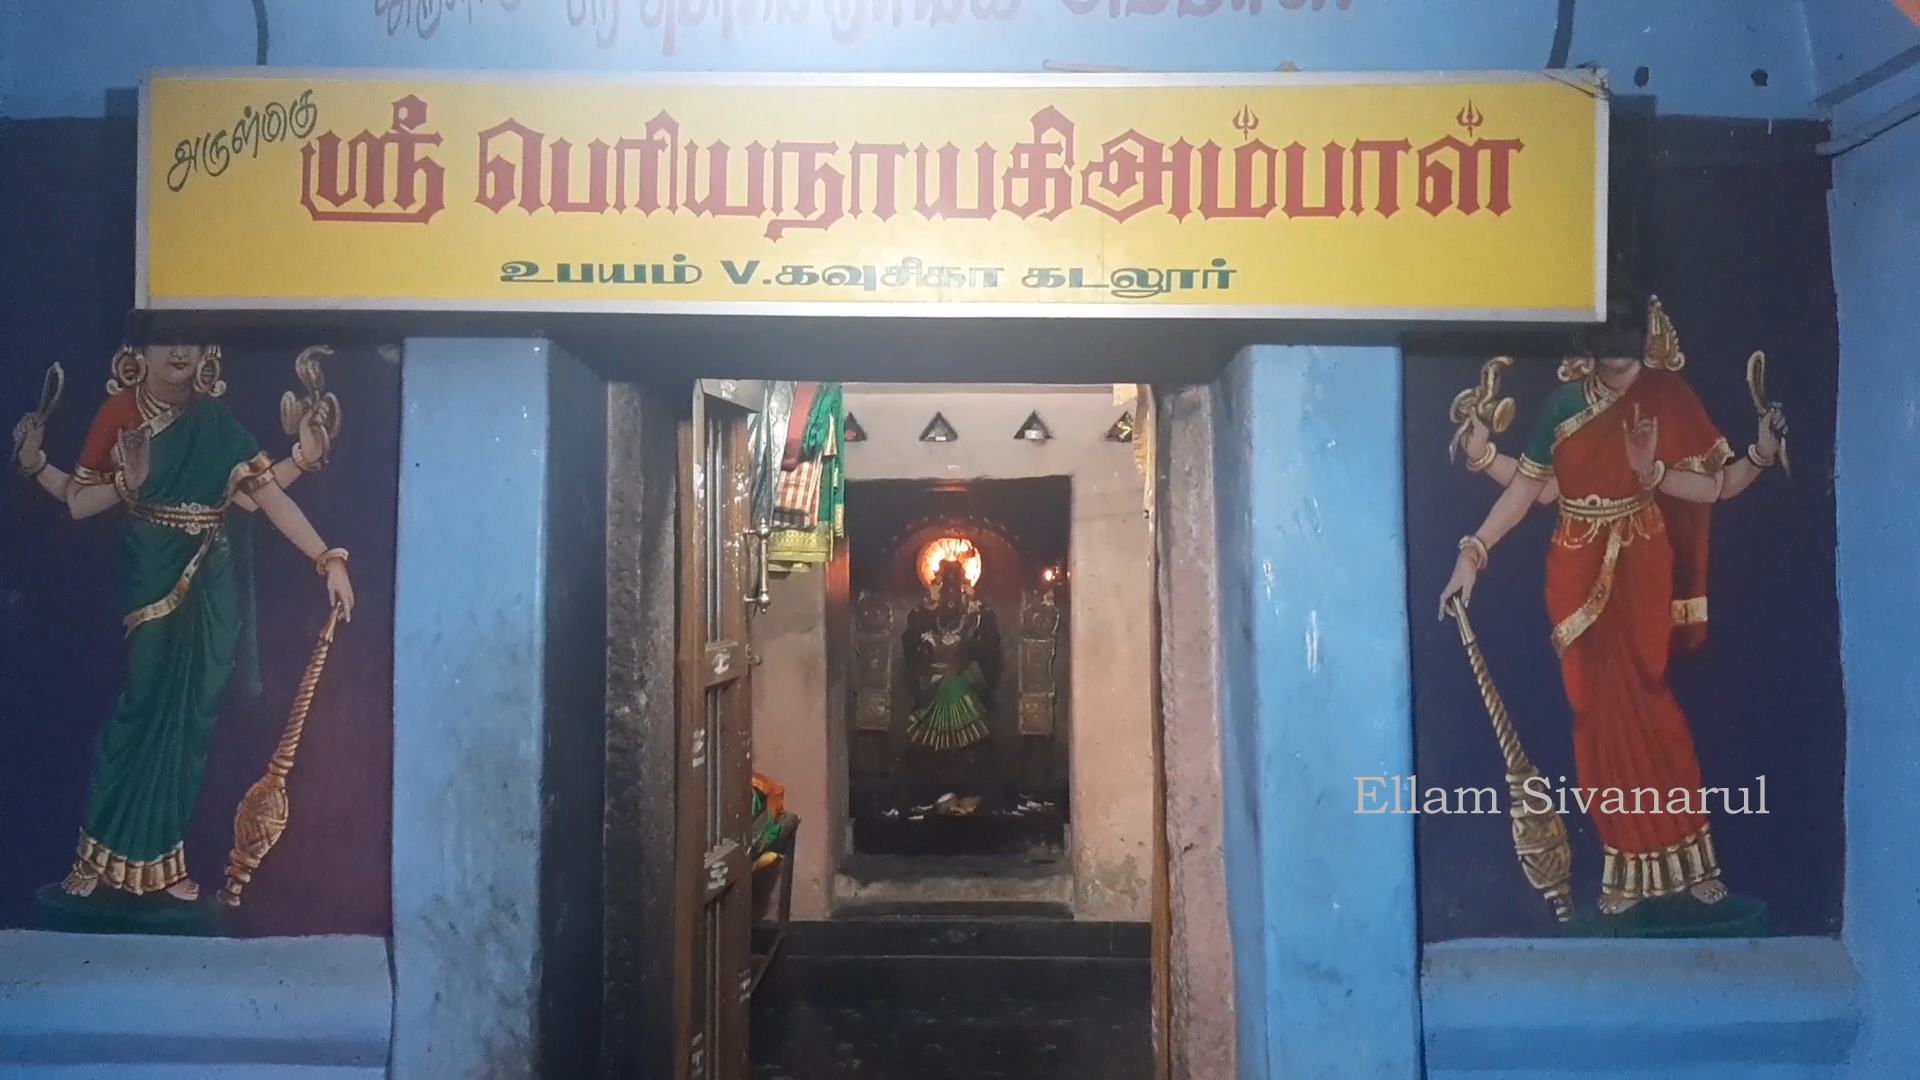 அருள்மிகு ஸ்ரீ பெரியநாயகிஅம்பாள்
உபயம் V.கவுசிகா கடலூர்
Ellam Sivanarul